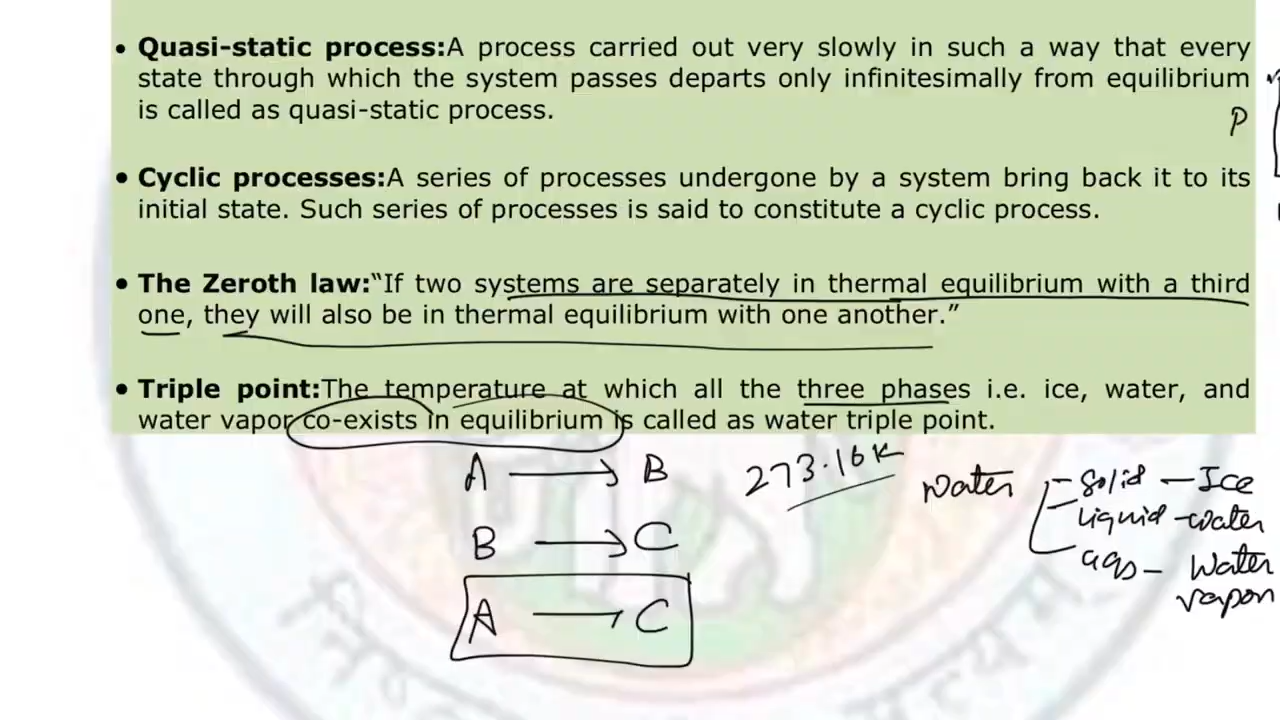 • Quasi-static process:A process carried out very slowly in such a way that every
state through which the system passes departs only infinitesimally from equilibrium
is called as quasi-static process.
P
• Cyclic processes:A series of processes undergone by a system bring back it to its
initial state. Such series of processes is said to constitute a cyclic process.
• The Zeroth law:“If two systems are separately in thermal equilibrium with a third
one, they will also be in thermal equilibrium with one another.”
• Triple point:The temperature at which all the three phases i.e. ice, water, and
water vapor co-exists in equilibrium is called as water triple point.
A → B
273.16K
water
solid - Ice
liquid - water
B → C
gas - Water
vapor
A → C